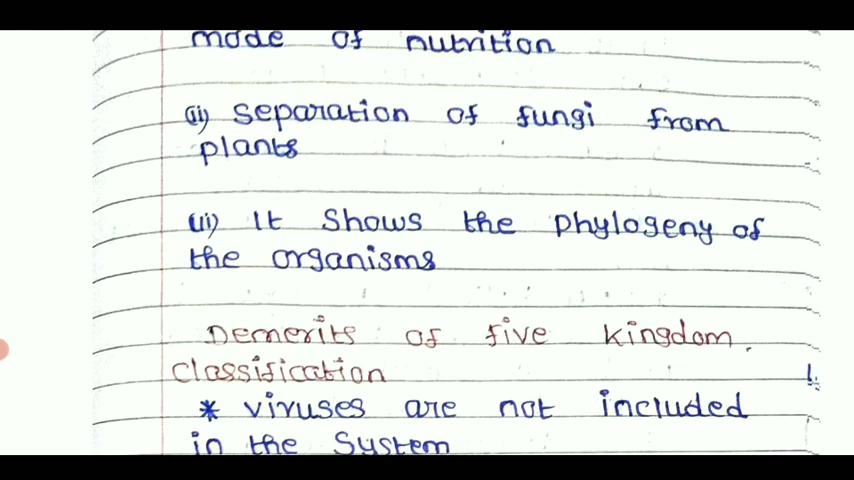 mode of nutrition
(ii) Separation of fungi from
plants
(iii) It shows the phylogeny of
the organisms
Demerits of five kingdom.
classification
* viruses are not included
in the System